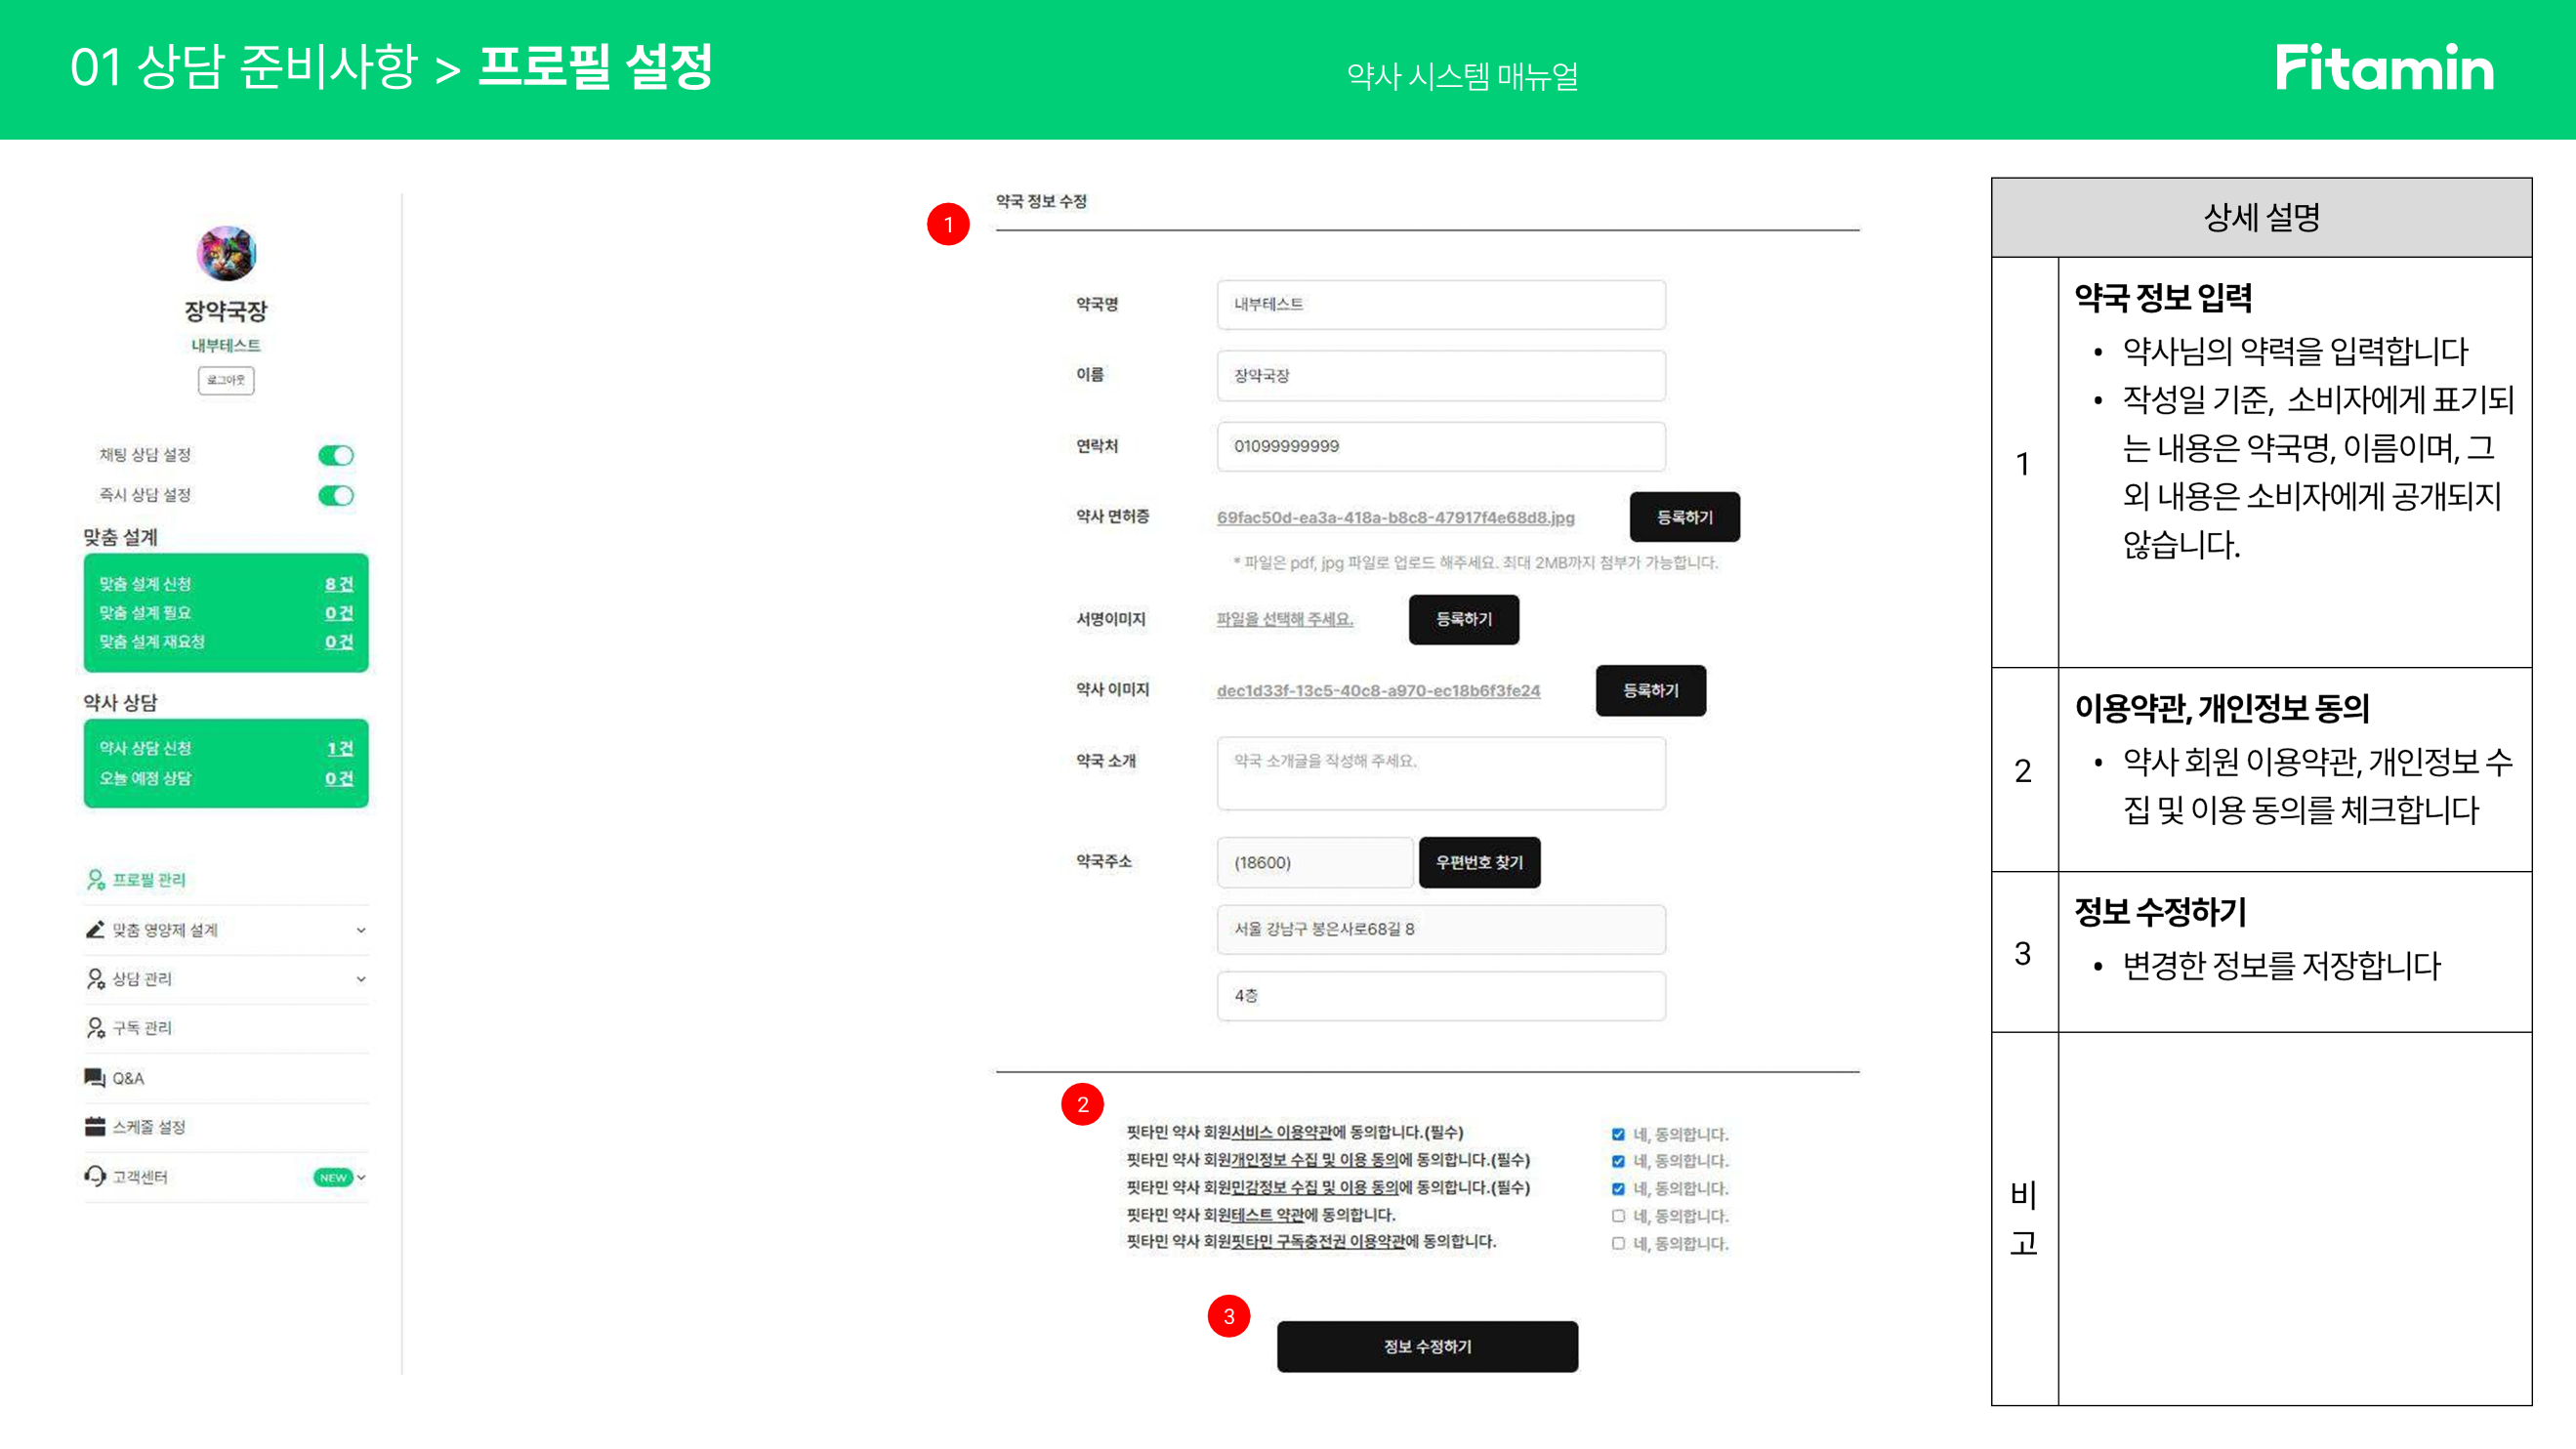 01 상담 준비사항 > 프로필 설정
약사 시스템 매뉴얼
Fitamin
장약국장
내부테스트
로그아웃
채팅 상담 설정
즉시 상담 설정
맞춤 설계
맞춤 설계 신청 8 건
맞춤 설계 필요 0 건
맞춤 설계 재요청 0 건
약사 상담
약사 상담 신청 1 건
오늘 예정 상담 0 건
프로필 관리
맞춤 영양제 설계
상담 관리
구독 관리
Q&A
스케줄 설정
고객센터 NEW
1
약국 정보 수정
약국명 내부테스트
이름 장약국장
연락처 01099999999
약사 면허증 69fac50d-ea3a-418a-b8c8-47917f4e68d8.jpg 등록하기
* 파일은 pdf, jpg 파일로 업로드 해주세요. 최대 2MB까지 첨부가 가능합니다.
서명이미지 파일을 선택해 주세요. 등록하기
약사 이미지 dec1d33f-13c5-40c8-a970-ec18b6f3fe24 등록하기
약국 소개 약국 소개글을 작성해 주세요.
약국주소 (18600) 우편번호 찾기
서울 강남구 봉은사로68길 8
4층
2
핏타민 약사 회원서비스 이용약관에 동의합니다.(필수) 네, 동의합니다.
핏타민 약사 회원개인정보 수집 및 이용 동의에 동의합니다.(필수) 네, 동의합니다.
핏타민 약사 회원민감정보 수집 및 이용 동의에 동의합니다.(필수) 네, 동의합니다.
핏타민 약사 회원테스트 약관에 동의합니다. 네, 동의합니다.
핏타민 약사 회원핏타민 구독충전권 이용약관에 동의합니다. 네, 동의합니다.
3
정보 수정하기
상세 설명
1
약국 정보 입력
• 약사님의 약력을 입력합니다
• 작성일 기준, 소비자에게 표기되
는 내용은 약국명, 이름이며, 그
외 내용은 소비자에게 공개되지
않습니다.
2
이용약관, 개인정보 동의
• 약사 회원 이용약관, 개인정보 수
집 및 이용 동의를 체크합니다
3
정보 수정하기
• 변경한 정보를 저장합니다
비
고